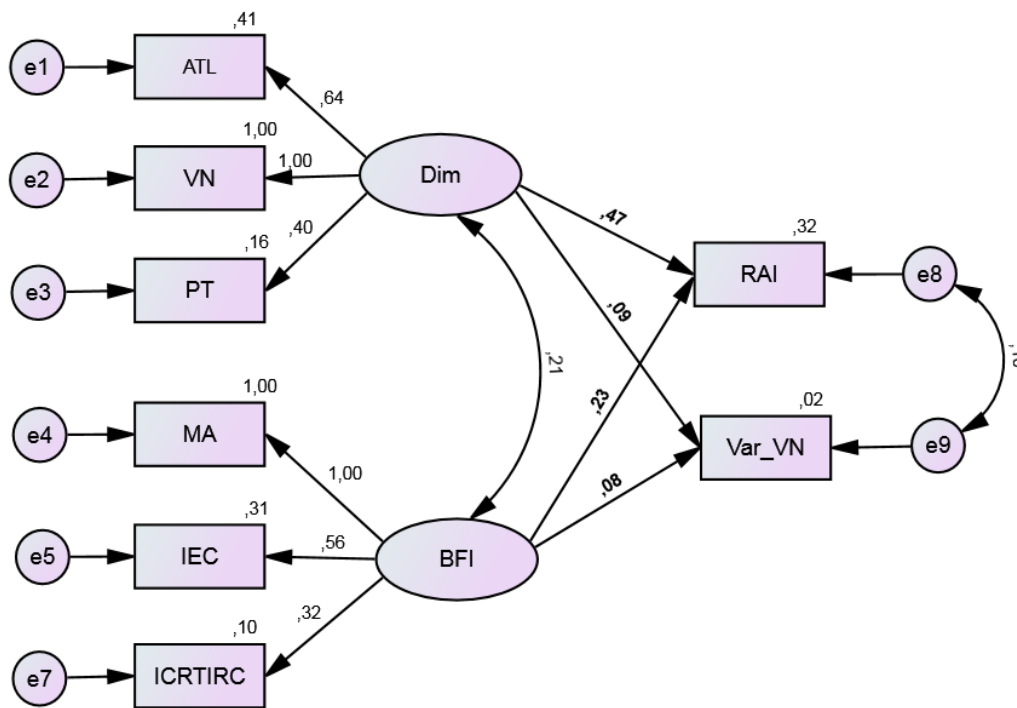 ,41
e1
ATL
,64
1,00
e2
VN
1,00
Dim
,16
,40
e3
PT
,47
,32
RAI
e8
,09
,21
,23
1,00
e4
MA
1,00
,02
Var_VN
e9
,08
,31
e5
IEC
,56
BFI
,32
,10
e7
ICRTIRC